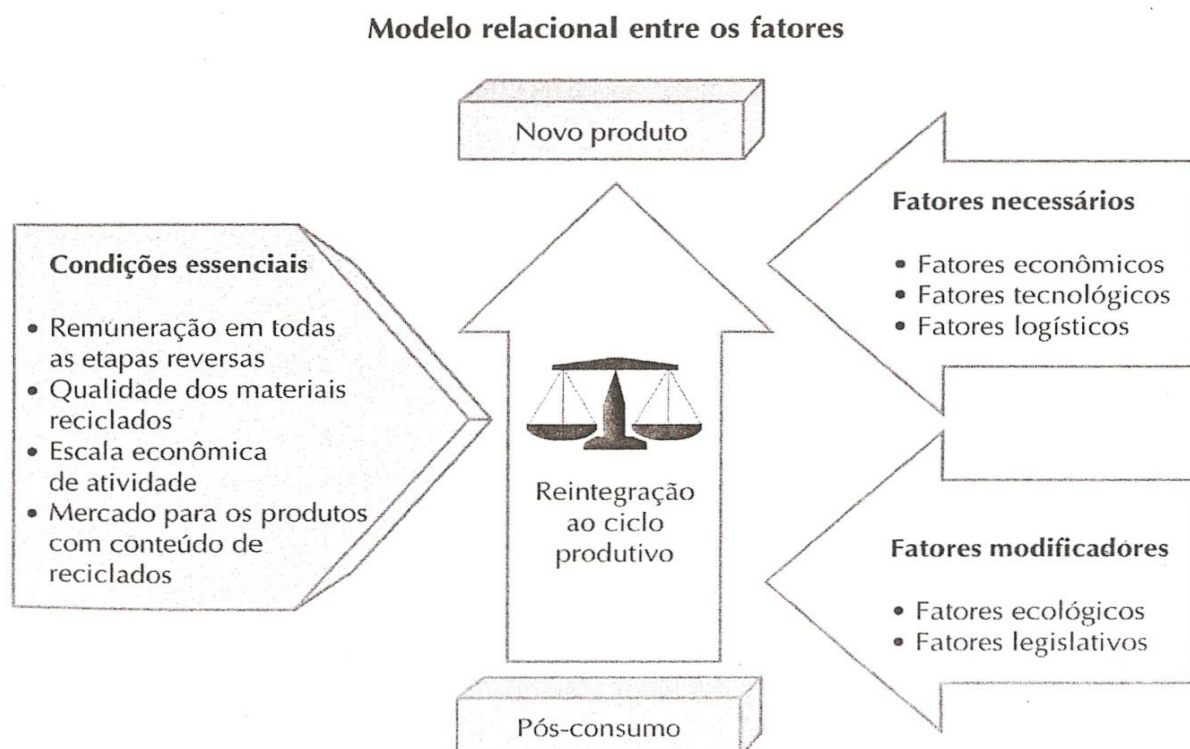 Modelo relacional entre os fatores
Novo produto
Condições essenciais
• Remuneração em todas
as etapas reversas
• Qualidade dos materiais
reciclados
• Escala econômica
de atividade
• Mercado para os produtos
com conteúdo de
reciclados
Reintegração
ao ciclo
produtivo
Fatores necessários
• Fatores econômicos
• Fatores tecnológicos
• Fatores logísticos
Fatores modificadores
• Fatores ecológicos
• Fatores legislativos
Pós-consumo